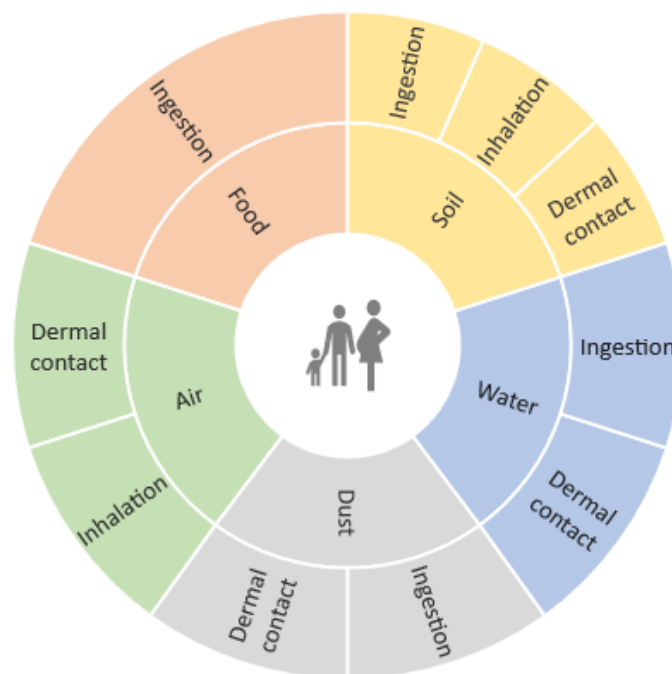 Ingestion
Food
Ingestion
Inhalation
Dermal
contact
Soil
Ingestion
Dermal
contact
Water
Ingestion
Dermal
contact
Dust
Inhalation
Dermal
contact
Air